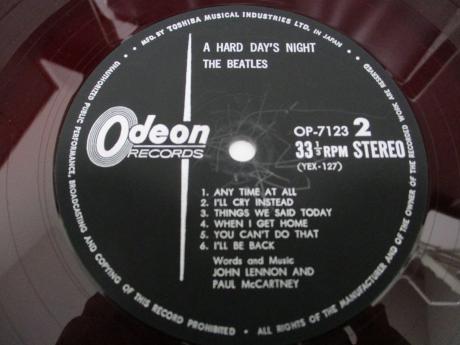 MFD. BY TOSHIBA MUSICAL INDUSTRIES LTD. IN JAPAN •
A HARD DAY'S NIGHT
THE BEATLES
Odeon
RECORDS
OP-7123 2
33⅓ RPM STEREO
(YEX-127)
1. ANY TIME AT ALL
2. I'LL CRY INSTEAD
3. THINGS WE SAID TODAY
4. WHEN I GET HOME
5. YOU CAN'T DO THAT
6. I'LL BE BACK
Words and Music
JOHN LENNON AND
PAUL McCARTNEY
UNAUTHORIZED PUBLIC PERFORMANCE, BROADCASTING AND COPYING OF THIS RECORD PROHIBITED • ALL RIGHTS OF THE MANUFACTURER AND OF THE OWNER OF THE RECORDED WORK ARE RESERVED